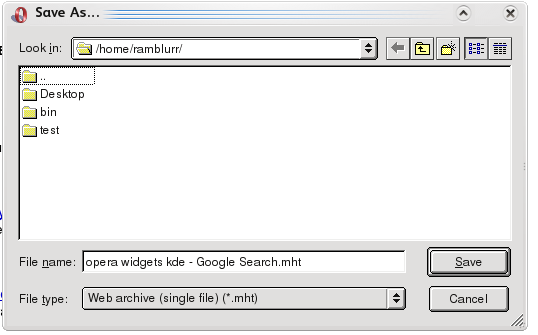 Save As...
Look in: /home/ramblurr/
..
Desktop
bin
test
File name: opera widgets kde - Google Search.mht Save
File type: Web archive (single file) (*.mht) Cancel